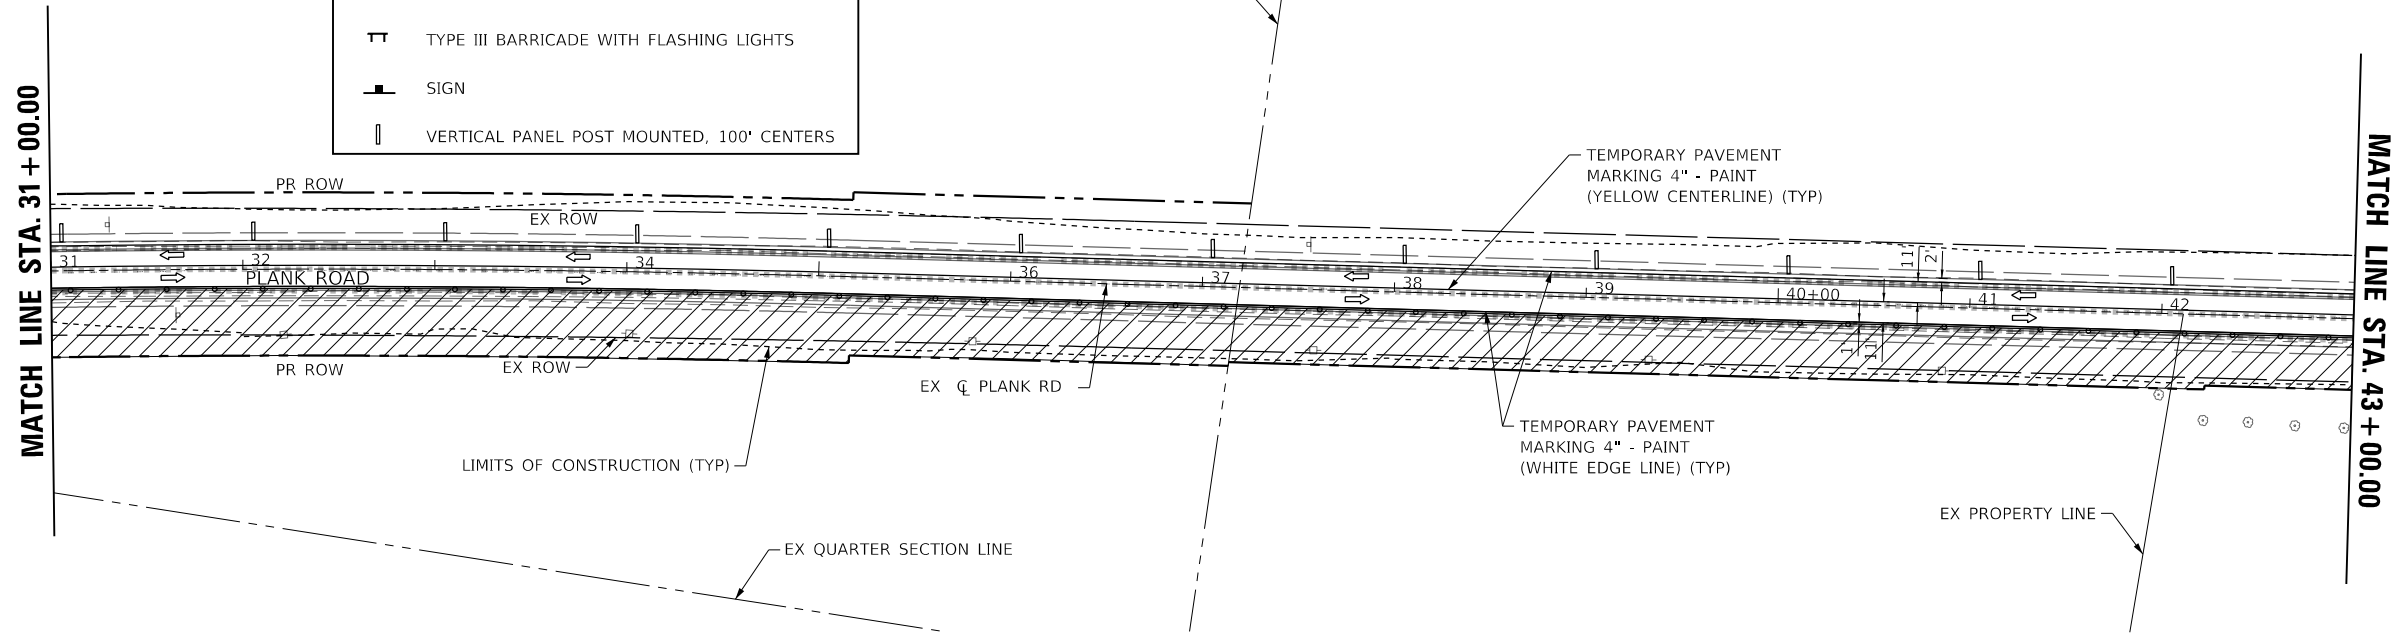 TYPE III BARRICADE WITH FLASHING LIGHTS
SIGN
VERTICAL PANEL POST MOUNTED, 100' CENTERS
MATCH LINE STA. 31+00.00
PR ROW
EX ROW
TEMPORARY PAVEMENT
MARKING 4" - PAINT
(YELLOW CENTERLINE) (TYP)
11'
2'
31
32
34
36
37
38
39
40+00
41
42
PLANK ROAD
1'
11'
PR ROW
EX ROW
EX ℄ PLANK RD
LIMITS OF CONSTRUCTION (TYP)
TEMPORARY PAVEMENT
MARKING 4" - PAINT
(WHITE EDGE LINE) (TYP)
EX PROPERTY LINE
EX QUARTER SECTION LINE
MATCH LINE STA. 43+00.00